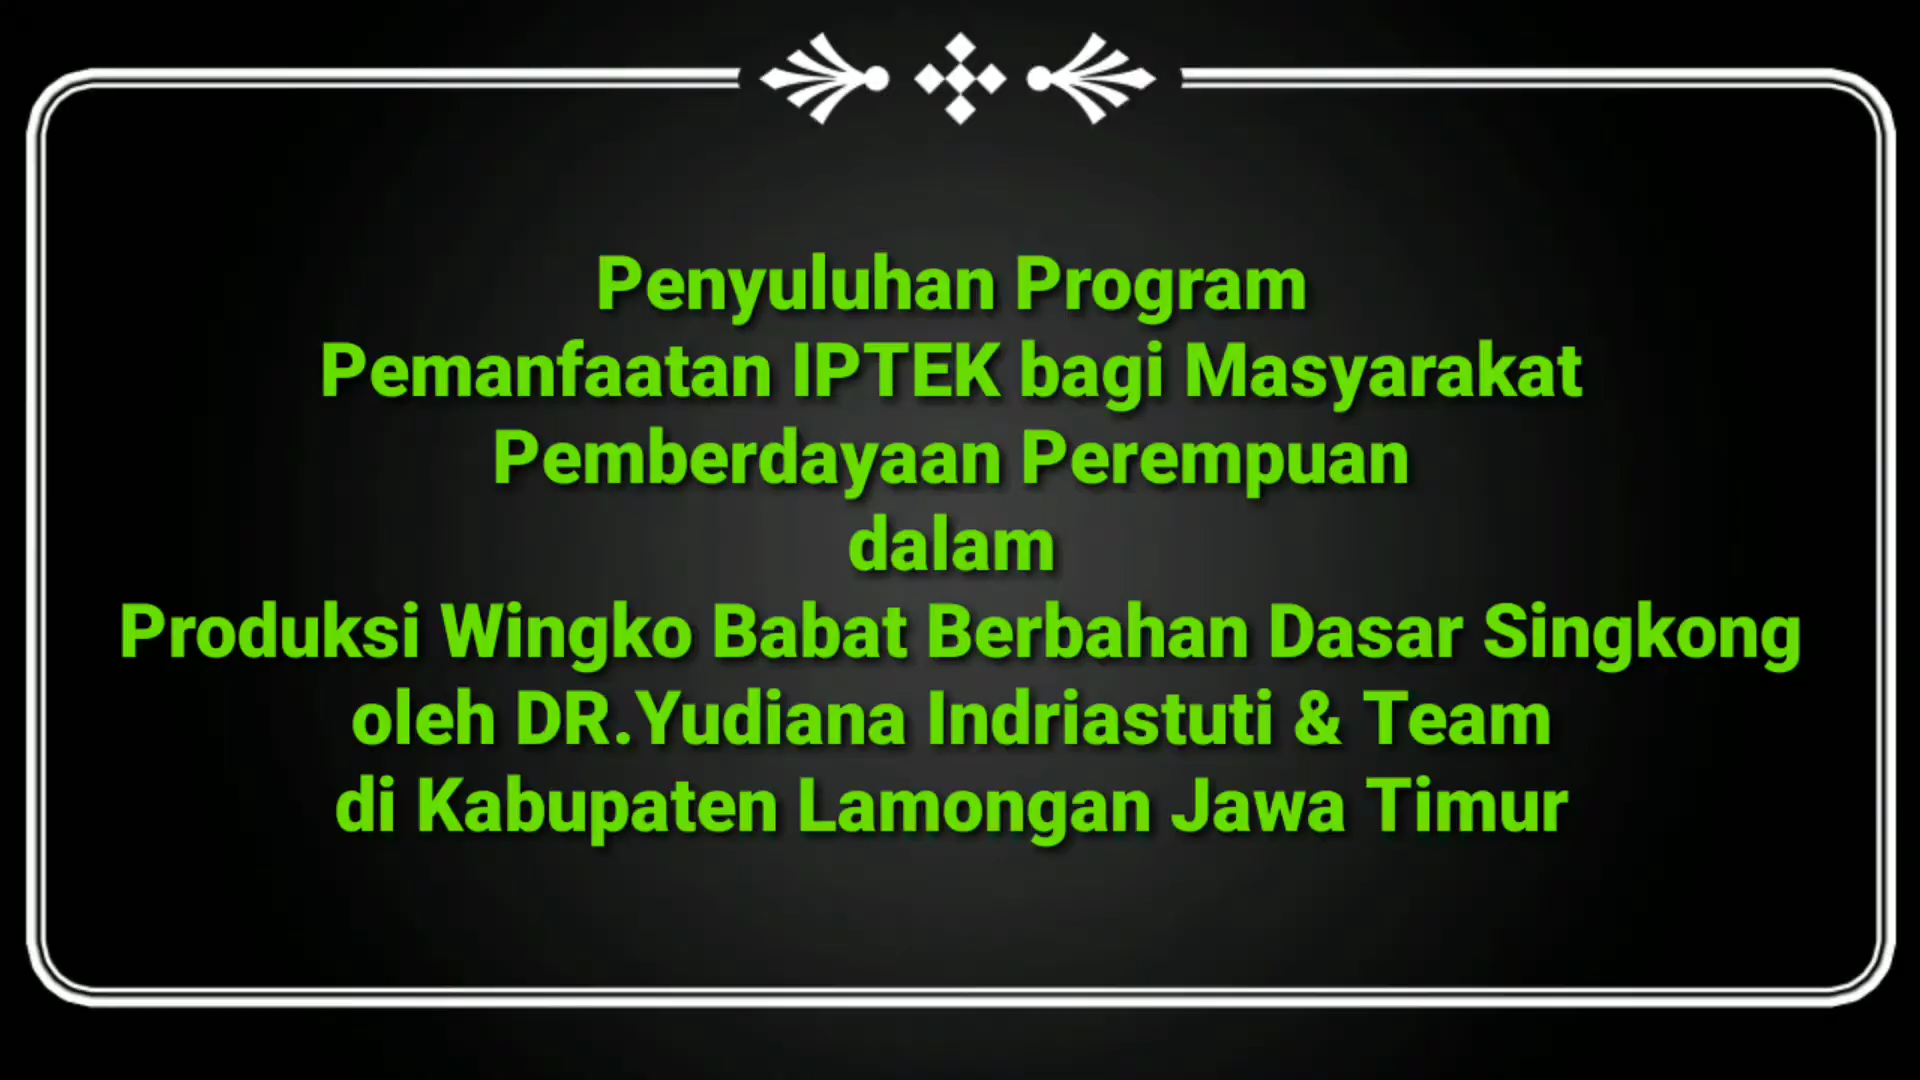 Penyuluhan Program
Pemanfaatan IPTEK bagi Masyarakat
Pemberdayaan Perempuan
dalam
Produksi Wingko Babat Berbahan Dasar Singkong
oleh DR.Yudiana Indriastuti & Team
di Kabupaten Lamongan Jawa Timur